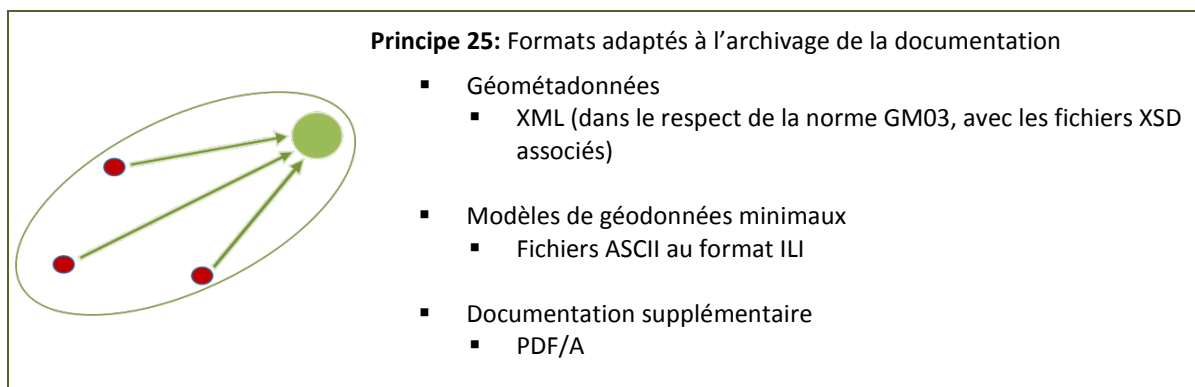 Principe 25: Formats adaptés à l’archivage de la documentation
▪ Géométadonnées
▪ XML (dans le respect de la norme GM03, avec les fichiers XSD
associés)
▪ Modèles de géodonnées minimaux
▪ Fichiers ASCII au format ILI
▪ Documentation supplémentaire
▪ PDF/A